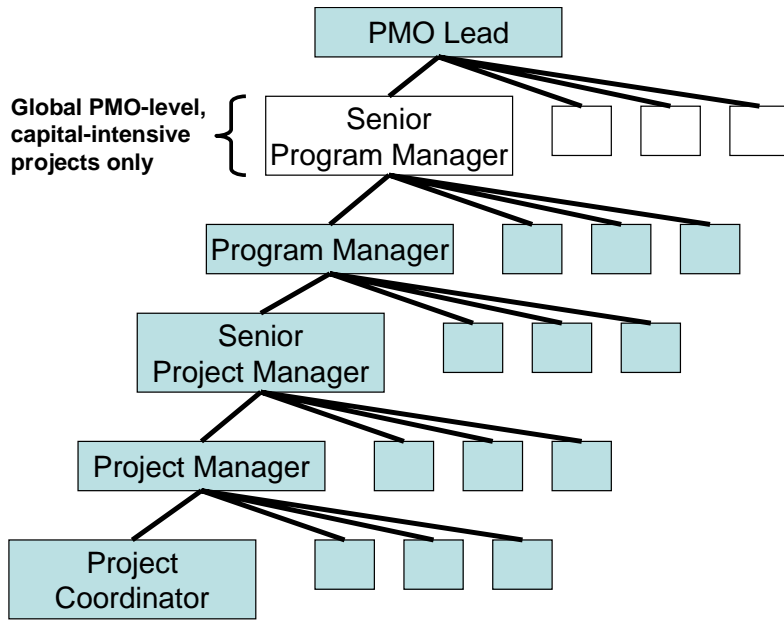 PMO Lead
Global PMO-level,
capital-intensive
projects only
Senior
Program Manager
Program Manager
Senior
Project Manager
Project Manager
Project
Coordinator